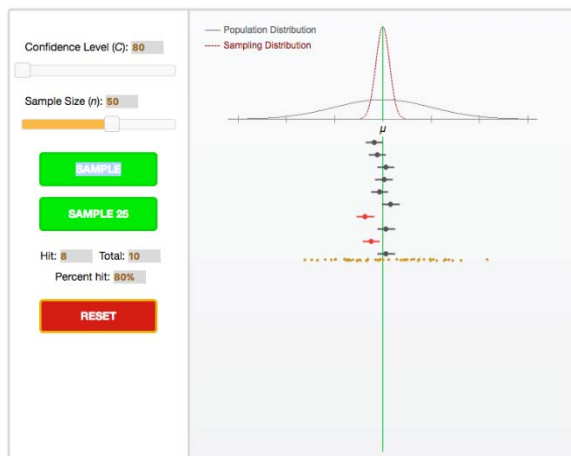 Confidence Level (C): 80
Sample Size (n): 50
SAMPLE
SAMPLE 25
Hit: 8 Total: 10
Percent hit: 80%
RESET
Population Distribution
Sampling Distribution
μ